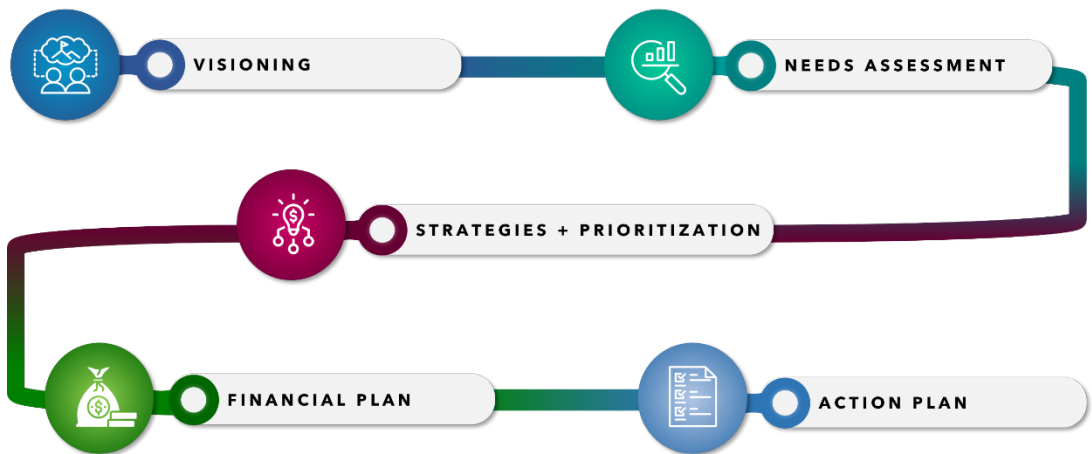 VISIONING
NEEDS ASSESSMENT
STRATEGIES + PRIORITIZATION
FINANCIAL PLAN
ACTION PLAN